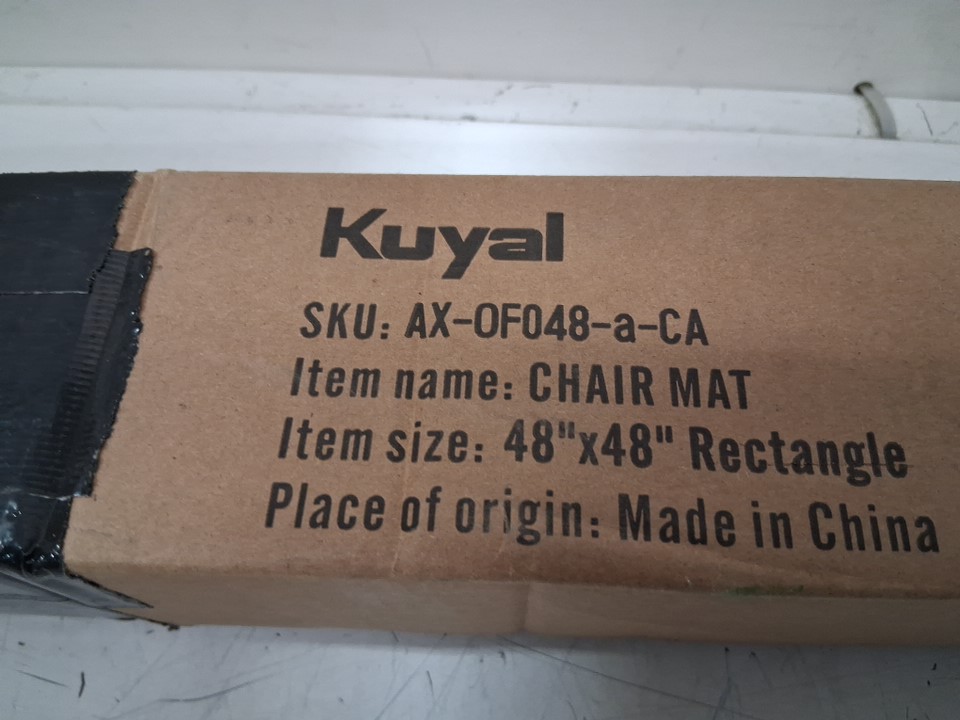 Kuyal
SKU: AX-OF048-a-CA
Item name: CHAIR MAT
Item size: 48"x48" Rectangle
Place of origin: Made in China